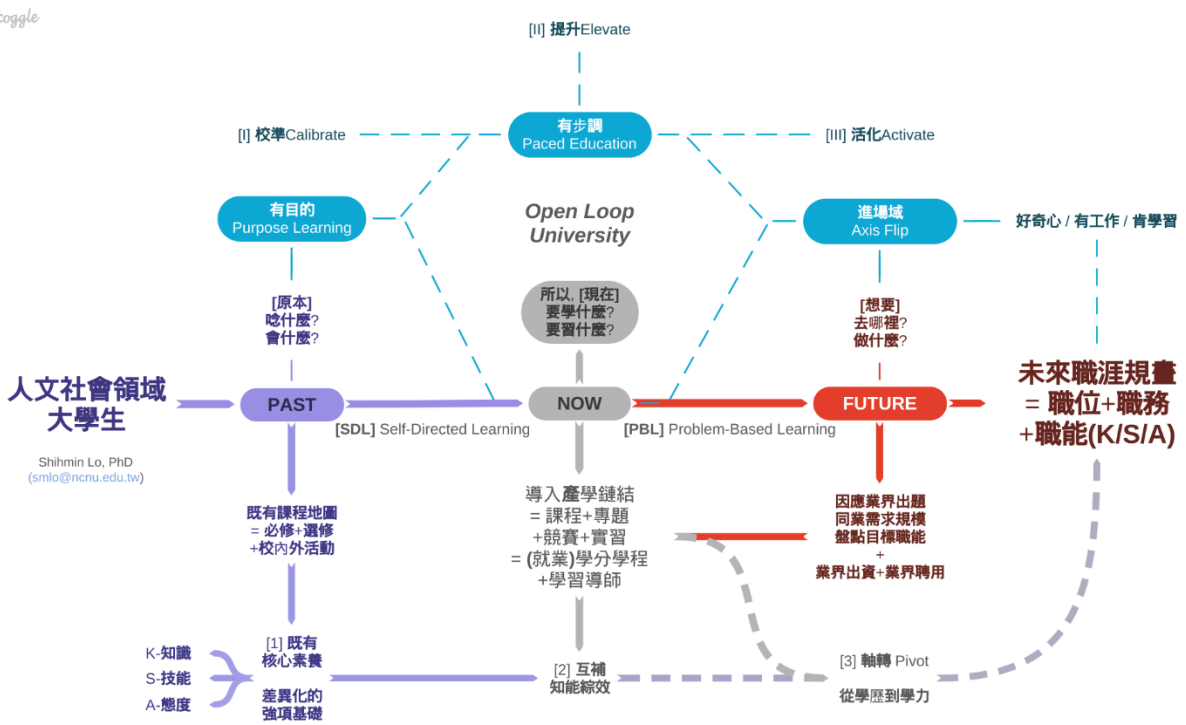 coggle
[II] 提升Elevate
[I] 校準Calibrate
有步調
Paced Education
[III] 活化Activate
有目的
Purpose Learning
Open Loop
University
進場域
Axis Flip
好奇心 / 有工作 / 肯學習
[原本]
唸什麼?
會什麼?
所以, [現在]
要學什麼?
要習什麼?
[想要]
去哪裡?
做什麼?
人文社會領域
大學生
Shihmin Lo, PhD
(smlo@ncnu.edu.tw)
PAST
[SDL] Self-Directed Learning
NOW
[PBL] Problem-Based Learning
FUTURE
未來職涯規畫
= 職位+職務
+職能(K/S/A)
既有課程地圖
= 必修+選修
+校內外活動
導入產學鏈結
= 課程+專題
+競賽+實習
= (就業)學分學程
+學習導師
因應業界出題
同業需求規模
盤點目標職能
+
業界出資+業界聘用
K-知識
S-技能
A-態度
[1] 既有
核心素養
差異化的
強項基礎
[2] 互補
知能綜效
[3] 軸轉 Pivot
從學歷到學力